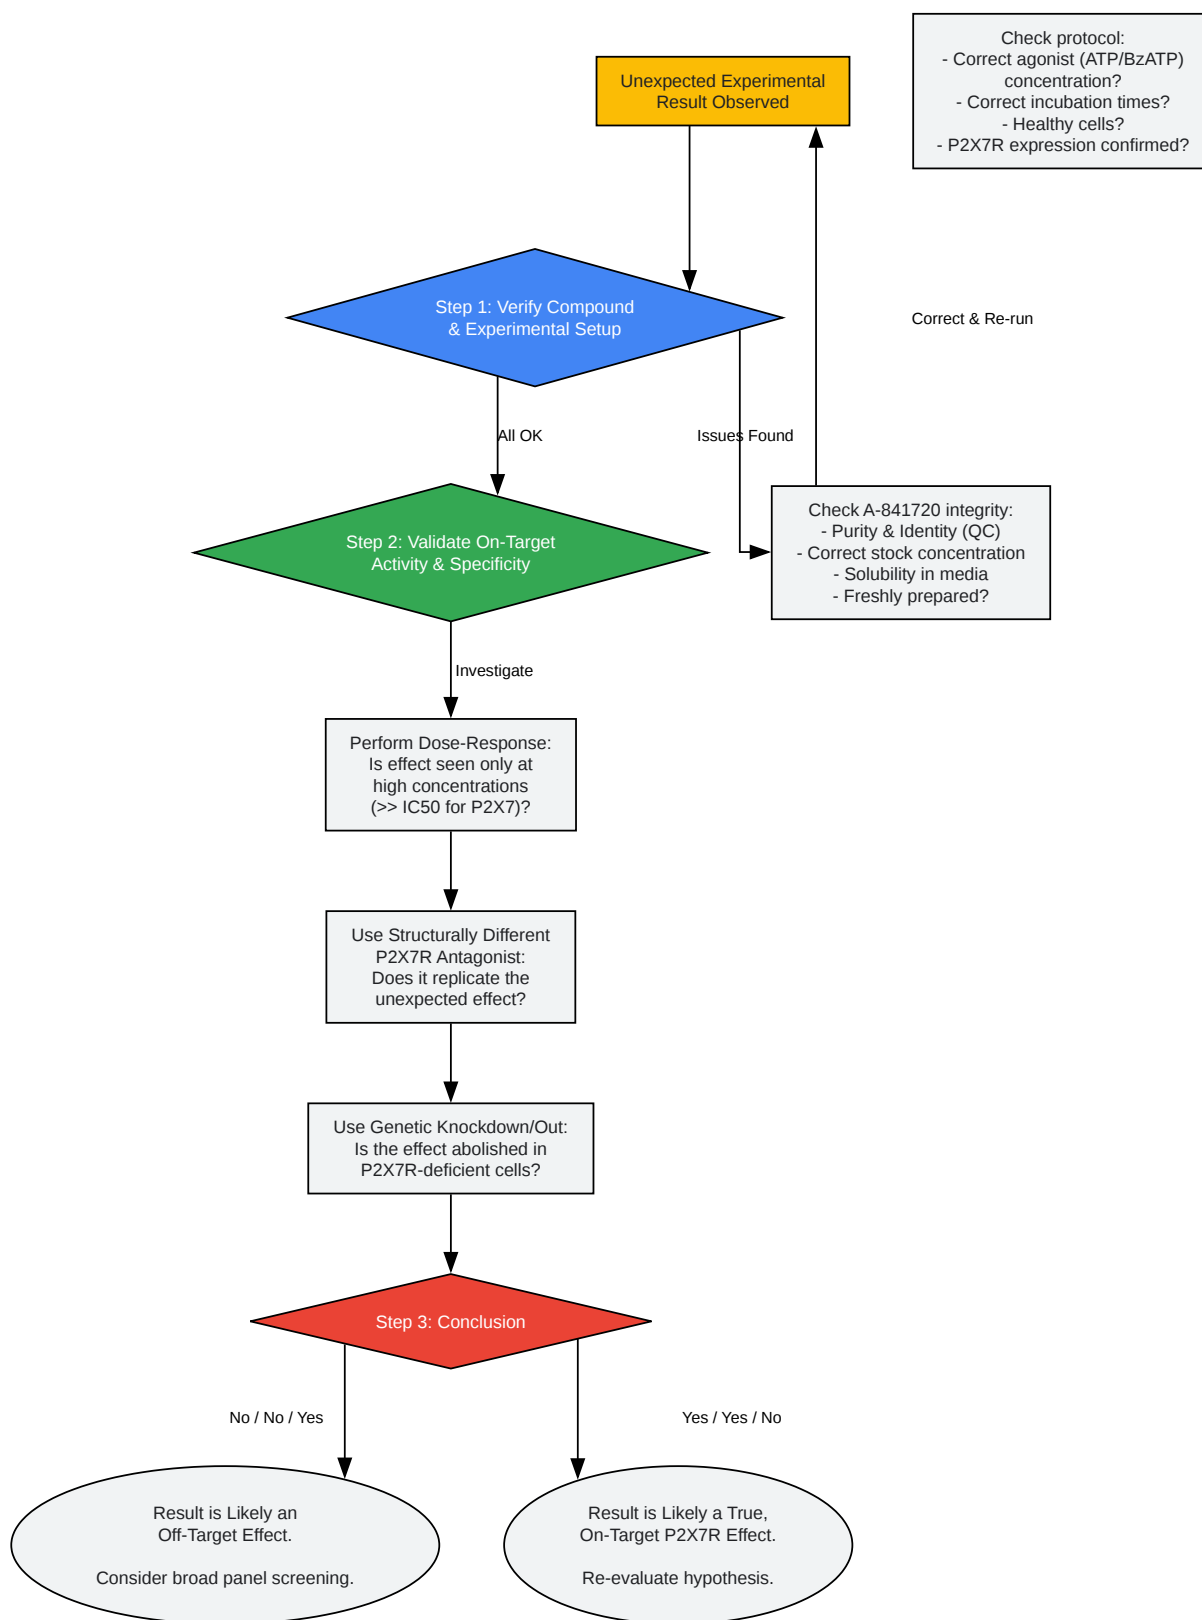 Unexpected Experimental
Result Observed
Check protocol:
- Correct agonist (ATP/BzATP)
concentration?
- Correct incubation times?
- Healthy cells?
- P2X7R expression confirmed?
Step 1: Verify Compound
& Experimental Setup
Correct & Re-run
All OK
Issues Found
Step 2: Validate On-Target
Activity & Specificity
Check A-841720 integrity:
- Purity & Identity (QC)
- Correct stock concentration
- Solubility in media
- Freshly prepared?
Investigate
Perform Dose-Response:
Is effect seen only at
high concentrations
(>> IC50 for P2X7)?
Use Structurally Different
P2X7R Antagonist:
Does it replicate the
unexpected effect?
Use Genetic Knockdown/Out:
Is the effect abolished in
P2X7R-deficient cells?
Step 3: Conclusion
No / No / Yes
Yes / Yes / No
Result is Likely an
Off-Target Effect.
Consider broad panel screening.
Result is Likely a True,
On-Target P2X7R Effect.
Re-evaluate hypothesis.